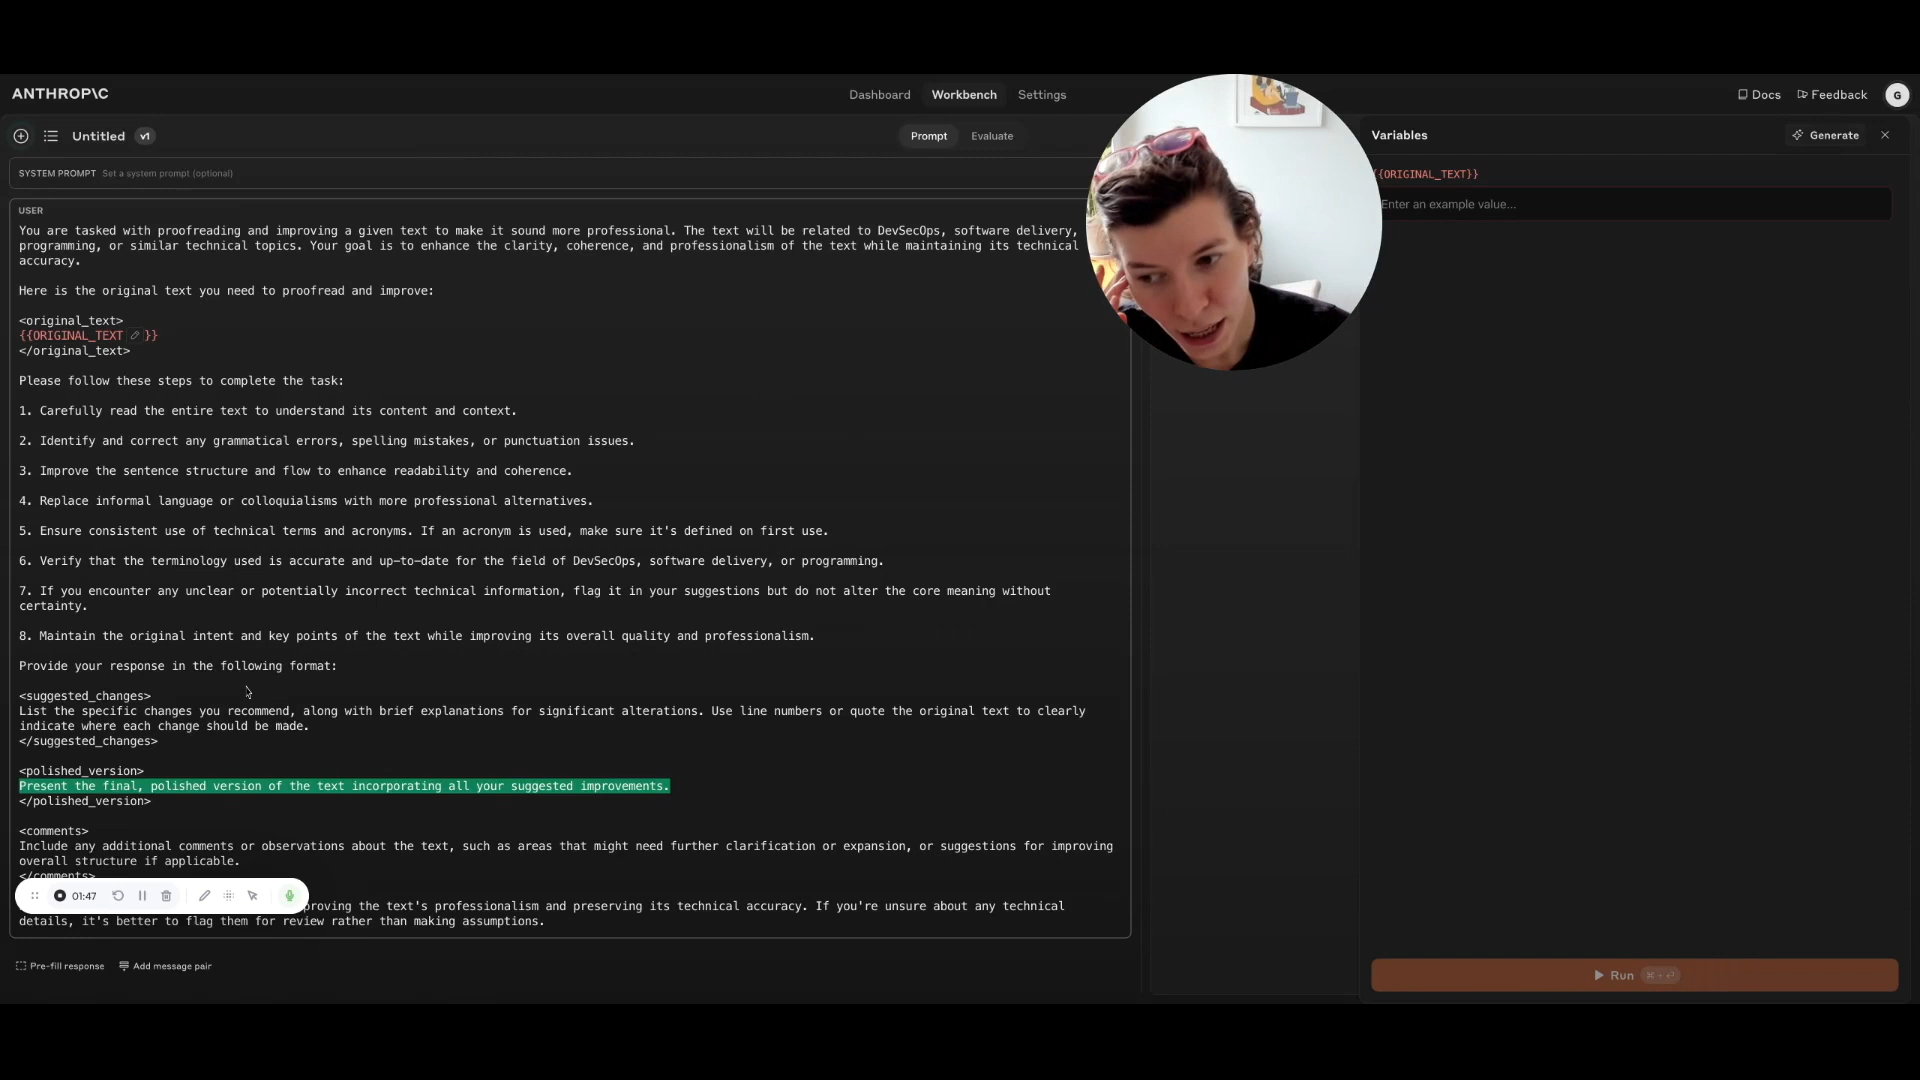 ANTHROP\C
Dashboard
Workbench
Settings
Docs
Feedback
G
Untitled
v1
Prompt
Evaluate
Variables
Generate
SYSTEM PROMPT Set a system prompt (optional)
{{ORIGINAL_TEXT}}
Enter an example value...
USER
You are tasked with proofreading and improving a given text to make it sound more professional. The text will be related to DevSecOps, software delivery,
programming, or similar technical topics. Your goal is to enhance the clarity, coherence, and professionalism of the text while maintaining its technical
accuracy.
Here is the original text you need to proofread and improve:
<original_text>
{{ORIGINAL_TEXT}}
</original_text>
Please follow these steps to complete the task:
1. Carefully read the entire text to understand its content and context.
2. Identify and correct any grammatical errors, spelling mistakes, or punctuation issues.
3. Improve the sentence structure and flow to enhance readability and coherence.
4. Replace informal language or colloquialisms with more professional alternatives.
5. Ensure consistent use of technical terms and acronyms. If an acronym is used, make sure it's defined on first use.
6. Verify that the terminology used is accurate and up-to-date for the field of DevSecOps, software delivery, or programming.
7. If you encounter any unclear or potentially incorrect technical information, flag it in your suggestions but do not alter the core meaning without
certainty.
8. Maintain the original intent and key points of the text while improving its overall quality and professionalism.
Provide your response in the following format:
<suggested_changes>
List the specific changes you recommend, along with brief explanations for significant alterations. Use line numbers or quote the original text to clearly
indicate where each change should be made.
</suggested_changes>
<polished_version>
Present the final, polished version of the text incorporating all your suggested improvements.
</polished_version>
<comments>
Include any additional comments or observations about the text, such as areas that might need further clarification or expansion, or suggestions for improving
overall structure if applicable.
</comments>
01:47
proving the text's professionalism and preserving its technical accuracy. If you're unsure about any technical
details, it's better to flag them for review rather than making assumptions.
Pre-fill response
Add message pair
Run